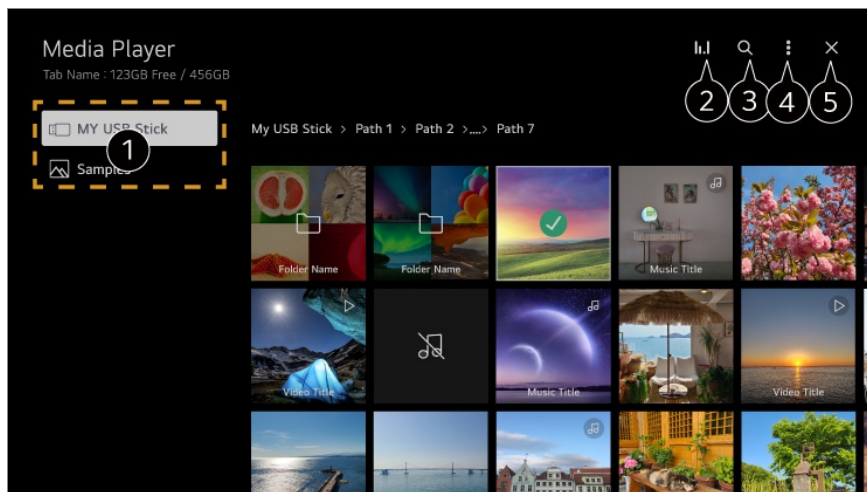 Media Player
Tab Name : 123GB Free / 456GB
2
3
4
5
MY USB Stick
My USB Stick > Path 1 > Path 2 >....> Path 7
1
Samples
Folder Name
Folder Name
Music Title
Video Title
Music Title
Video Title